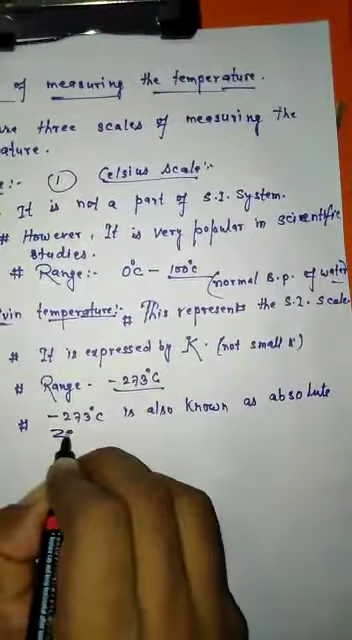 of measuring the temperature.
three scales of measuring the
ature.
e:- 1 Celsius scale:-
It is not a part of S.I. System.
# However, It is very popular in scientific
studies.
# Range:- 0°c - 100°c (normal B.p. of water)
vin temperature:- # This represents the S.I. scale
# It is expressed by K. (not small k)
# Range - -273°C
# -273°c is also known as absolute
Ze